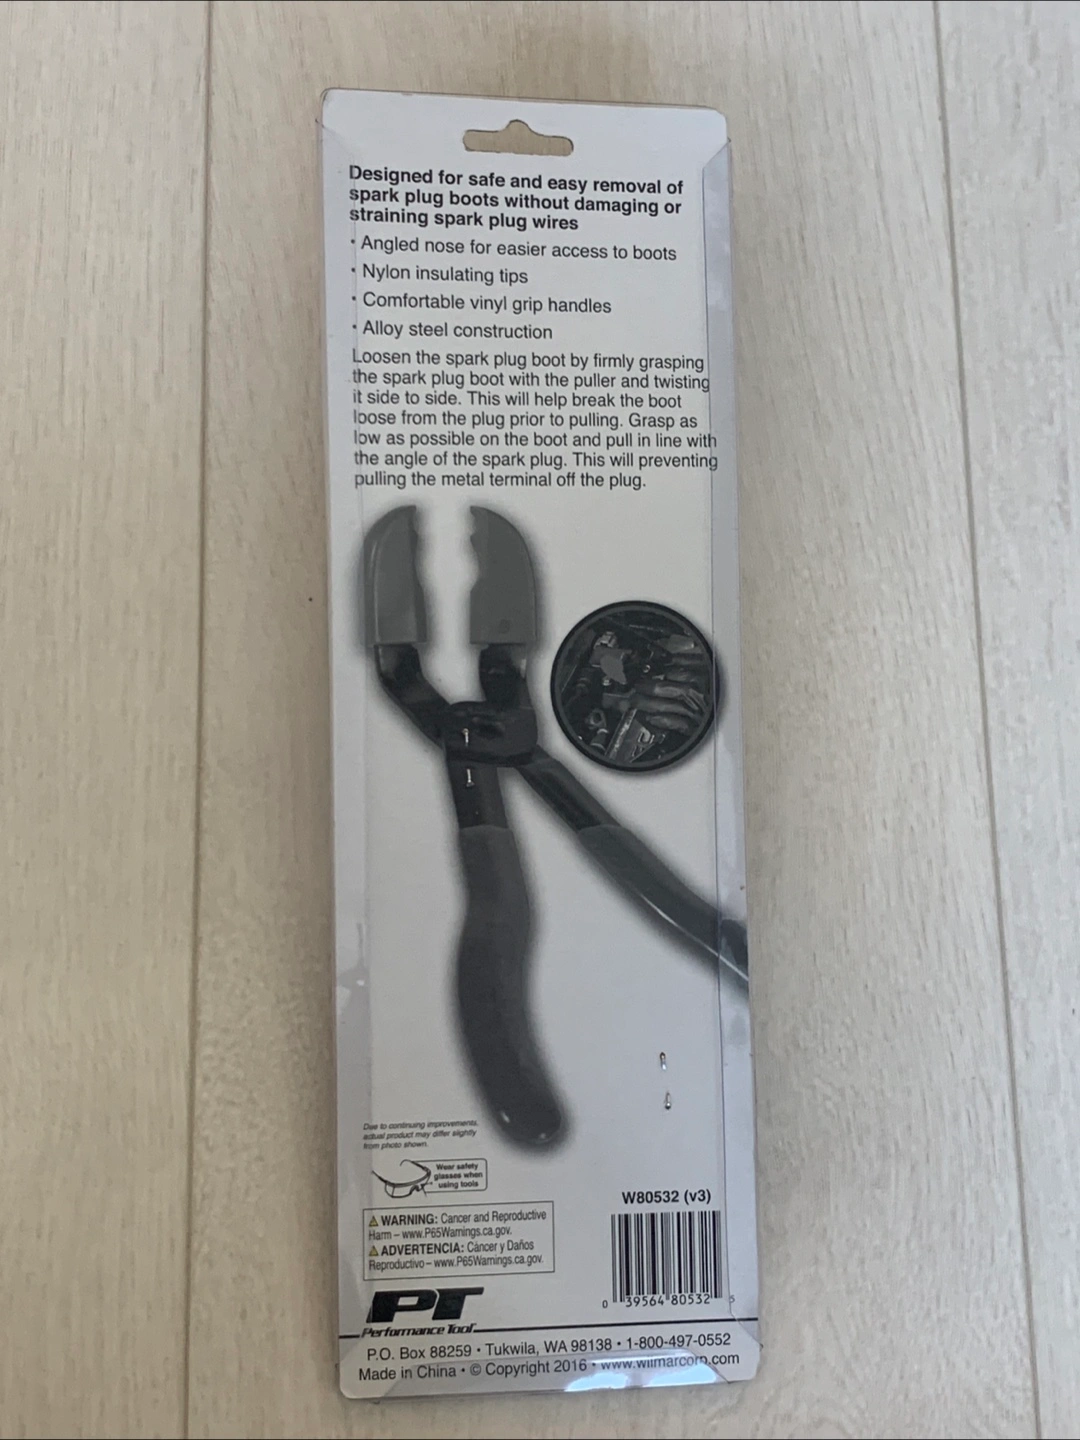 Designed for safe and easy removal of
spark plug boots without damaging or
straining spark plug wires
• Angled nose for easier access to boots
• Nylon insulating tips
• Comfortable vinyl grip handles
• Alloy steel construction
Loosen the spark plug boot by firmly grasping
the spark plug boot with the puller and twisting
it side to side. This will help break the boot
loose from the plug prior to pulling. Grasp as
low as possible on the boot and pull in line with
the angle of the spark plug. This will preventing
pulling the metal terminal off the plug.
Due to continuing improvements,
actual product may differ slightly
from photo shown.
Wear safety
glasses when
using tools
⚠ WARNING: Cancer and Reproductive
Harm – www.P65Warnings.ca.gov.
⚠ ADVERTENCIA: Cáncer y Daños
Reproductivo – www.P65Warnings.ca.gov.
W80532 (v3)
0 39564 80532 5
PT
Performance Tool
P.O. Box 88259 • Tukwila, WA 98138 • 1-800-497-0552
Made in China • © Copyright 2016 • www.wilmarcorp.com